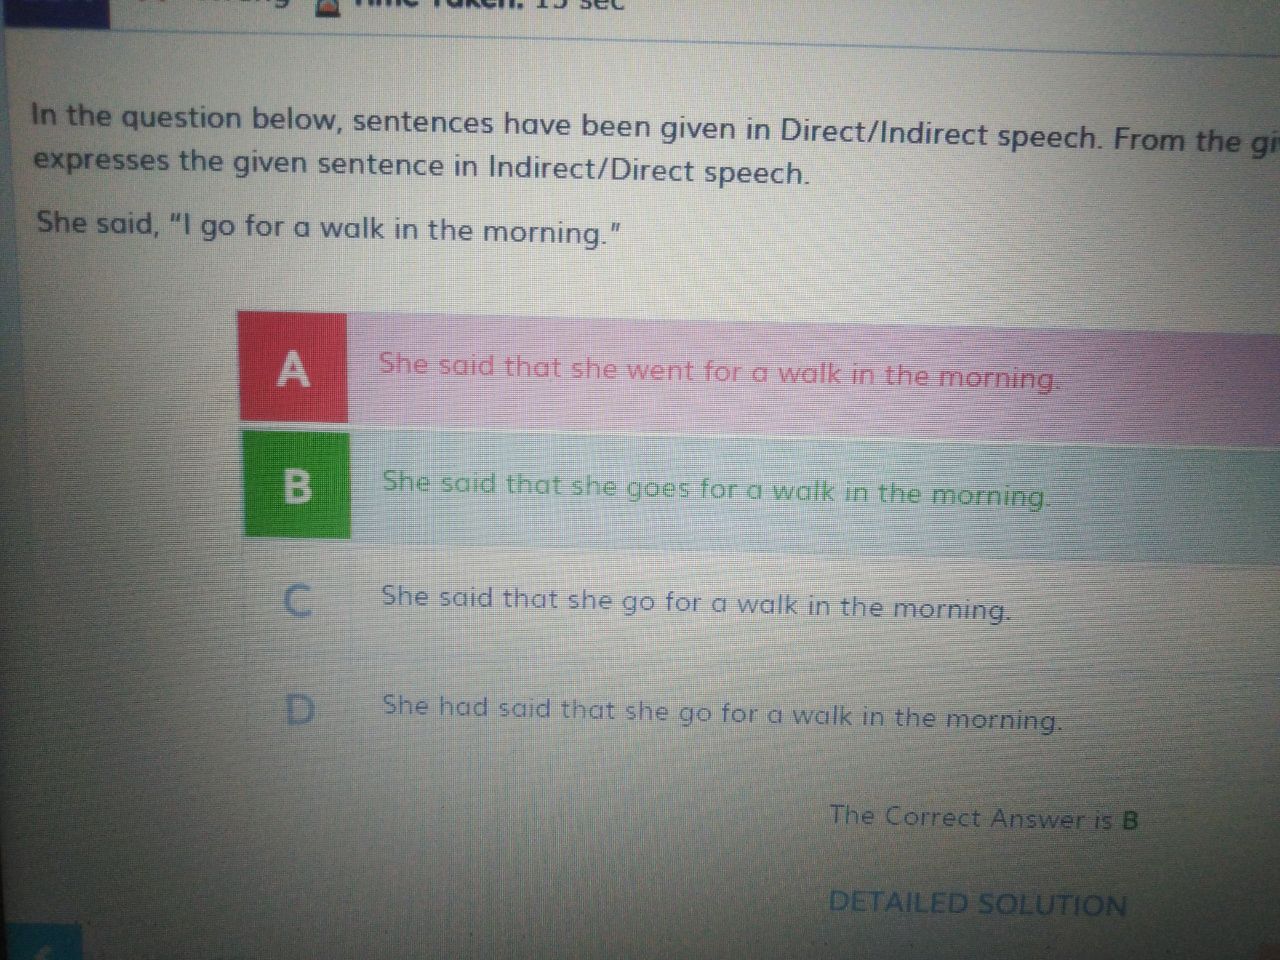 Time Taken: 15 sec
In the question below, sentences have been given in Direct/Indirect speech. From the
expresses the given sentence in Indirect/Direct speech.
She said, "I go for a walk in the morning."
A She said that she went for a walk in the morning.
B She said that she goes for a walk in the morning.
C She said that she go for a walk in the morning.
D She had said that she go for a walk in the morning.
The Correct Answer is B
DETAILED SOLUTION